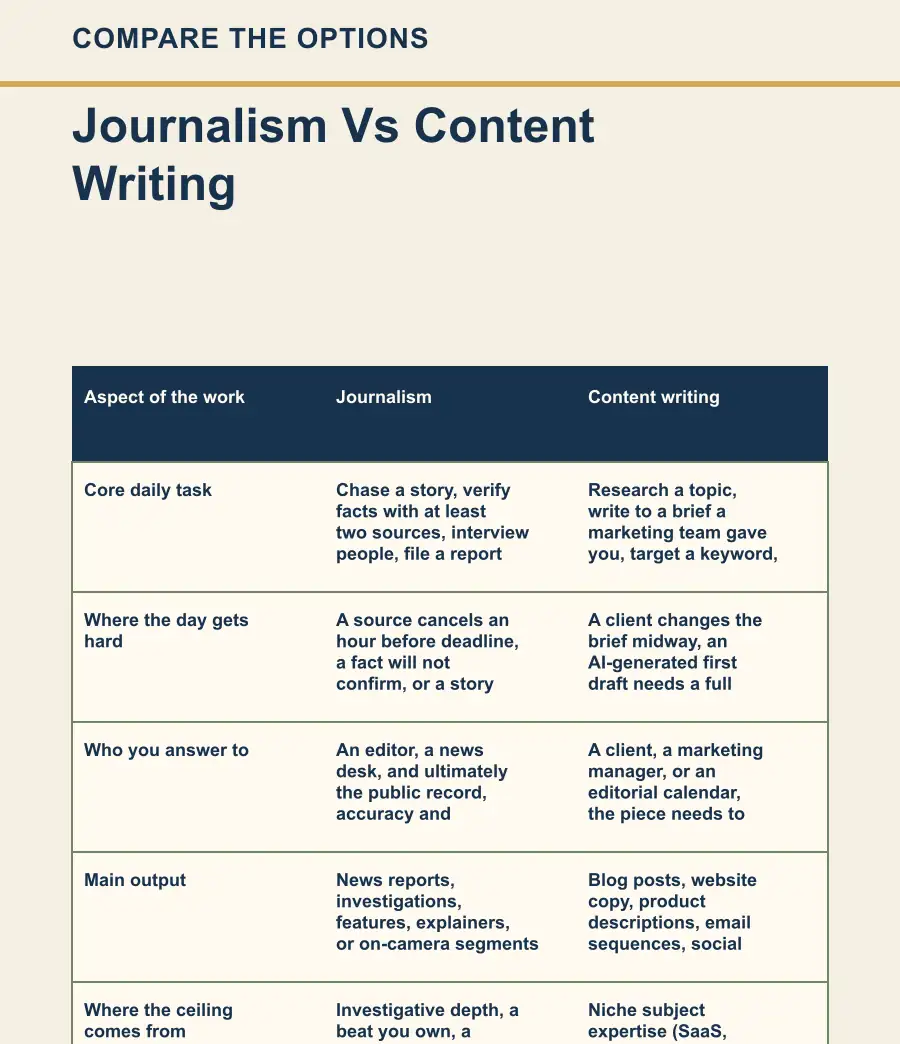 COMPARE THE OPTIONS
Journalism Vs Content
Writing
Aspect of the work
Journalism
Content writing
Core daily task
Chase a story, verify
facts with at least
two sources, interview
people, file a report
Research a topic,
write to a brief a
marketing team gave
you, target a keyword,
Where the day gets
hard
A source cancels an
hour before deadline,
a fact will not
confirm, or a story
A client changes the
brief midway, an
AI-generated first
draft needs a full
Who you answer to
An editor, a news
desk, and ultimately
the public record,
accuracy and
A client, a marketing
manager, or an
editorial calendar,
the piece needs to
Main output
News reports,
investigations,
features, explainers,
or on-camera segments
Blog posts, website
copy, product
descriptions, email
sequences, social
Where the ceiling
comes from
Investigative depth, a
beat you own, a
Niche subject
expertise (SaaS,